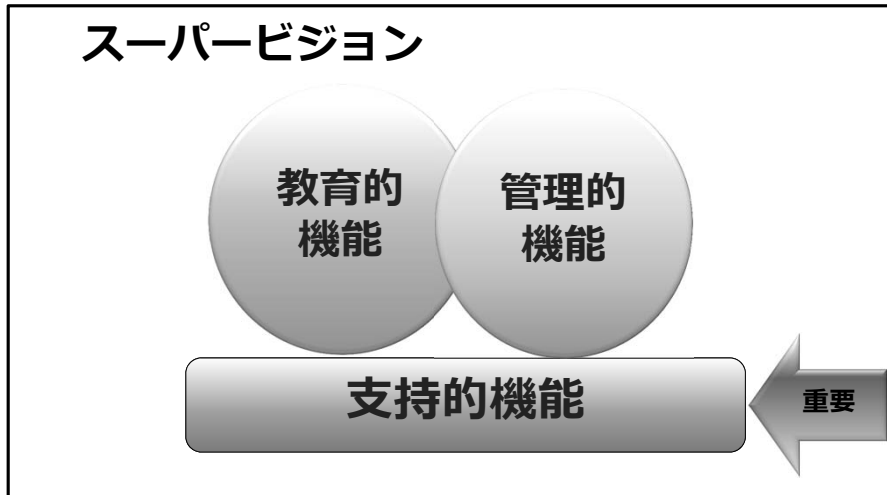 スーパービジョン
教育的
機能
管理的
機能
支持的機能
重要